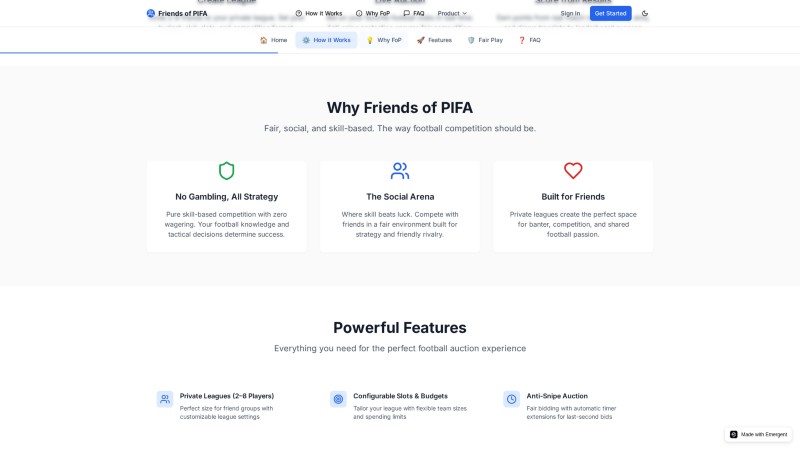 Friends of PIFA
How it Works
Why FoP
FAQ
Product
Sign In
Get Started
🏠 Home
⚙️ How it Works
💡 Why FoP
🚀 Features
🛡️ Fair Play
❓ FAQ
Why Friends of PIFA
Fair, social, and skill-based. The way football competition should be.
No Gambling, All Strategy
Pure skill-based competition with zero
wagering. Your football knowledge and
tactical decisions determine success.
The Social Arena
Where skill beats luck. Compete with
friends in a fair environment built for
strategy and friendly rivalry.
Built for Friends
Private leagues create the perfect space
for banter, competition, and shared
football passion.
Powerful Features
Everything you need for the perfect football auction experience
Private Leagues (2–8 Players)
Perfect size for friend groups with
customizable league settings
Configurable Slots & Budgets
Tailor your league with flexible team sizes
and spending limits
Anti-Snipe Auction
Fair bidding with automatic timer
extensions for last-second bids
Made with Emergent